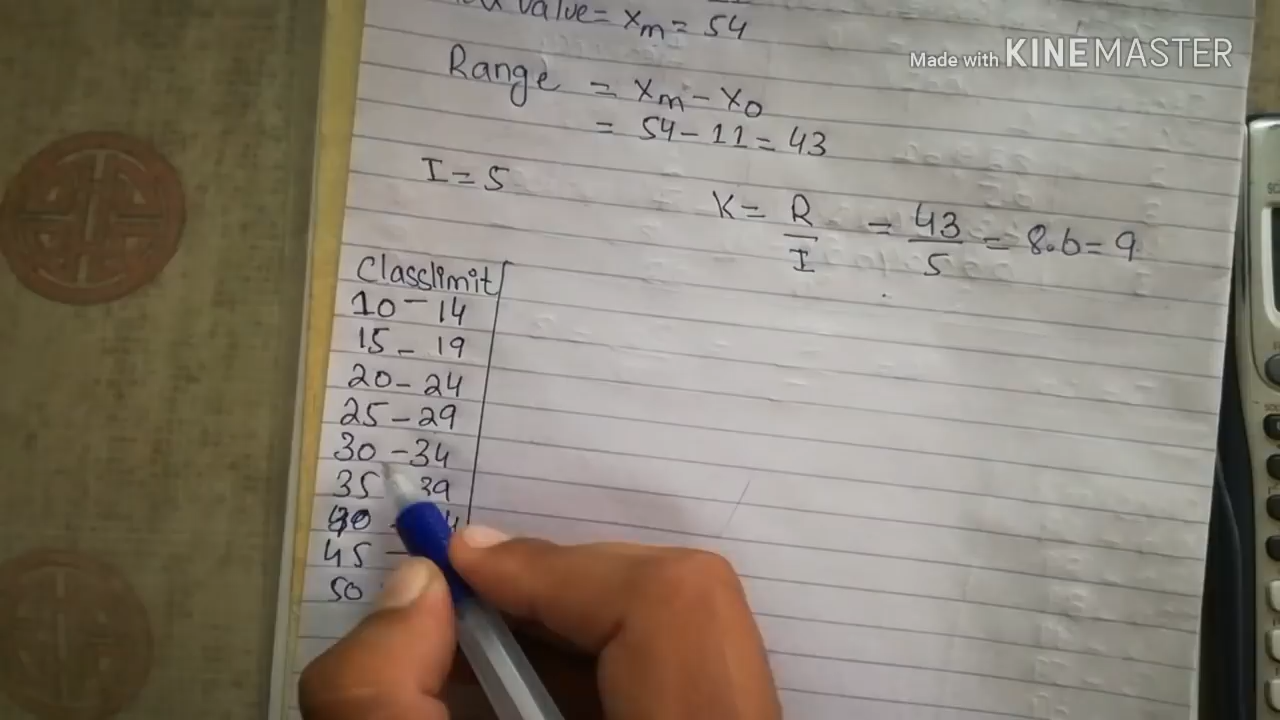 value = xm = 54
Made with KINEMASTER
Range = xm - x0
= 54 - 11 = 43
I = 5
K = R/I = 43/5 = 8.6 = 9
Classlimit
10 - 14
15 - 19
20 - 24
25 - 29
30 - 34
35 39
40
45 -
50